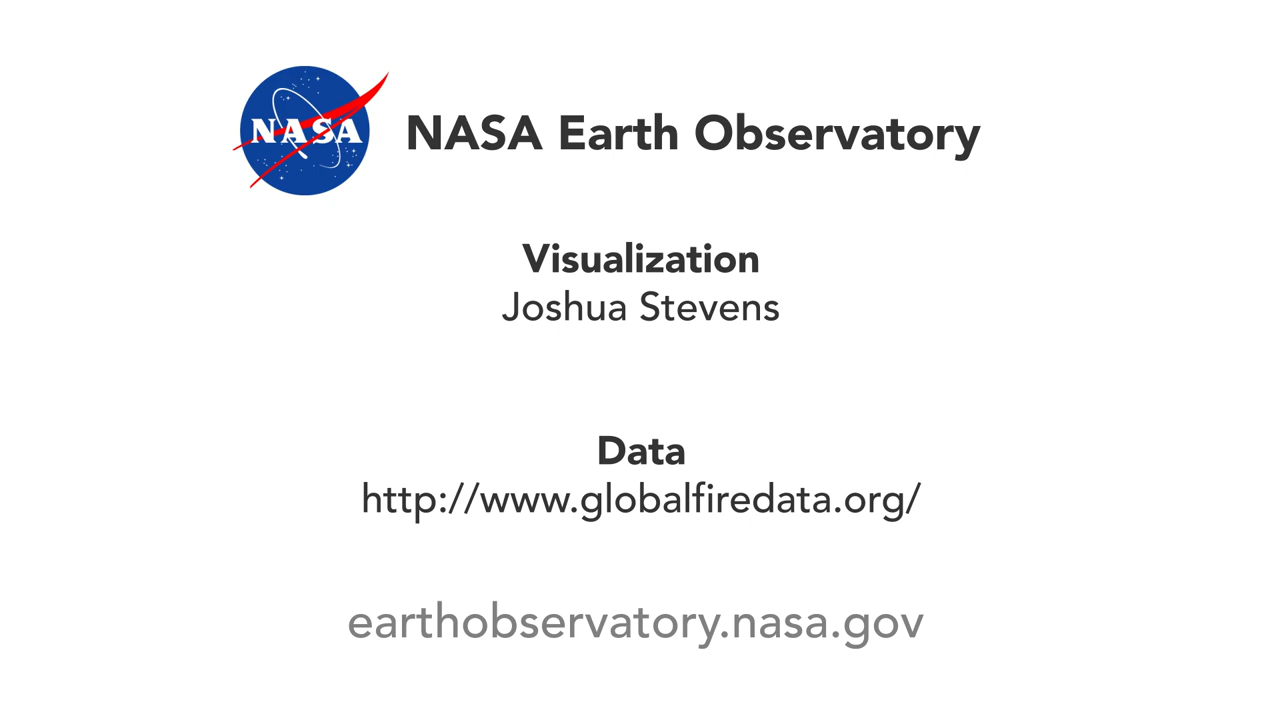 NASA
NASA Earth Observatory
Visualization
Joshua Stevens
Data
http://www.globalfiredata.org/
earthobservatory.nasa.gov